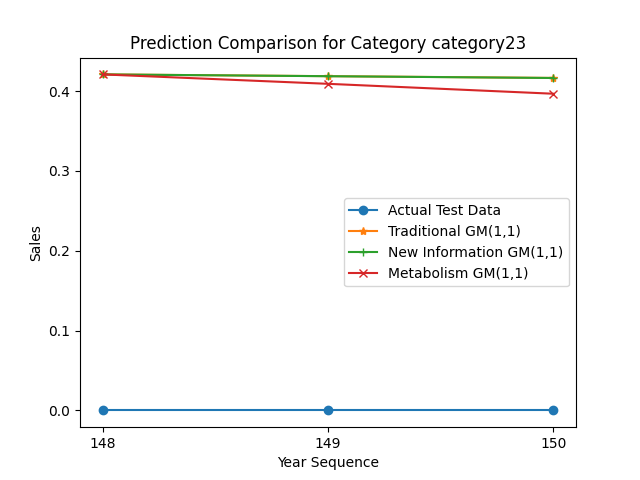 Prediction Comparison for Category category23
0.4
0.3
0.2
0.1
0.0
Sales
Actual Test Data
Traditional GM(1,1)
New Information GM(1,1)
Metabolism GM(1,1)
148
149
150
Year Sequence